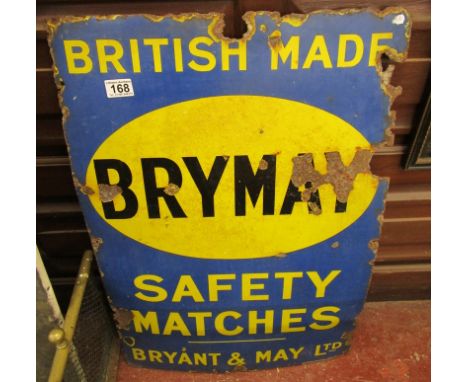 BRITISH MADE
168
BRYMAY
SAFETY
MATCHES
BRYANT & MAY LTD